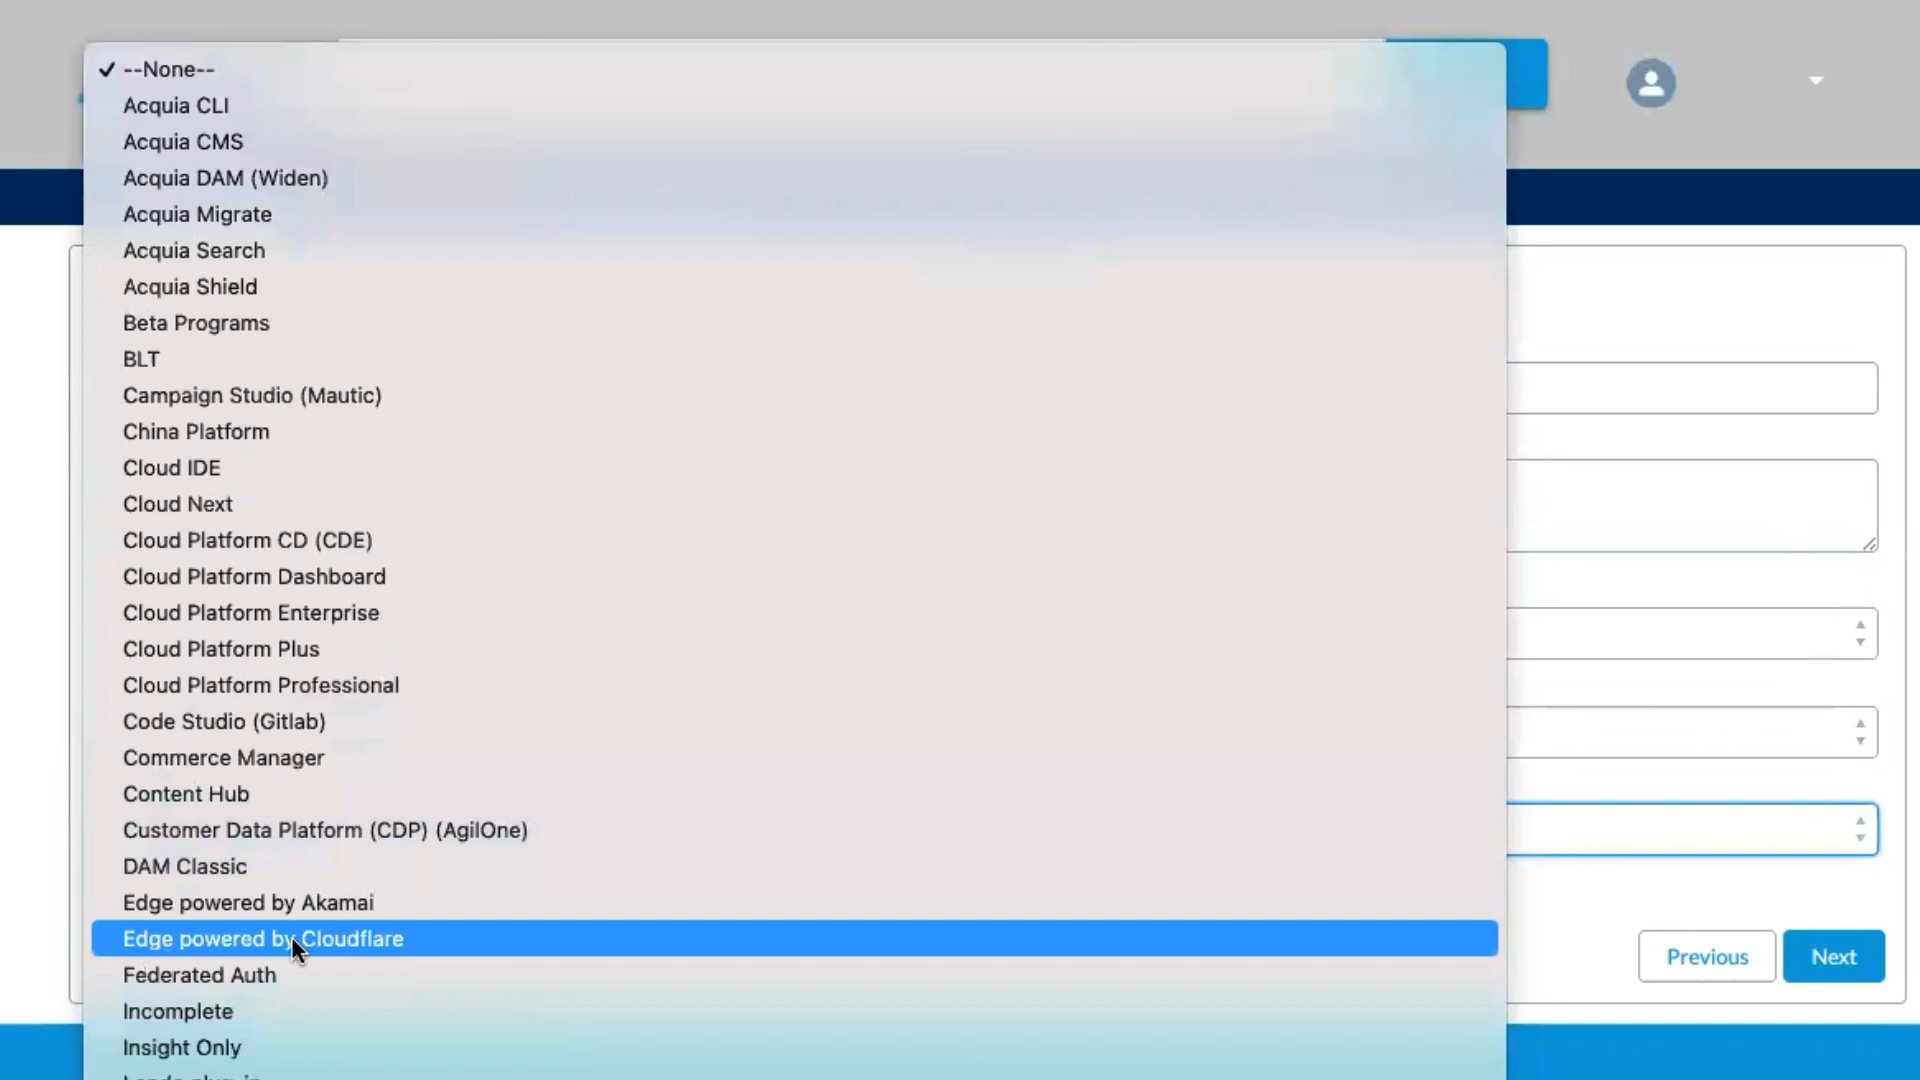 ✓ --None--
Acquia CLI
Acquia CMS
Acquia DAM (Widen)
Acquia Migrate
Acquia Search
Acquia Shield
Beta Programs
BLT
Campaign Studio (Mautic)
China Platform
Cloud IDE
Cloud Next
Cloud Platform CD (CDE)
Cloud Platform Dashboard
Cloud Platform Enterprise
Cloud Platform Plus
Cloud Platform Professional
Code Studio (Gitlab)
Commerce Manager
Content Hub
Customer Data Platform (CDP) (AgilOne)
DAM Classic
Edge powered by Akamai
Edge powered by Cloudflare
Federated Auth
Incomplete
Insight Only
Previous
Next